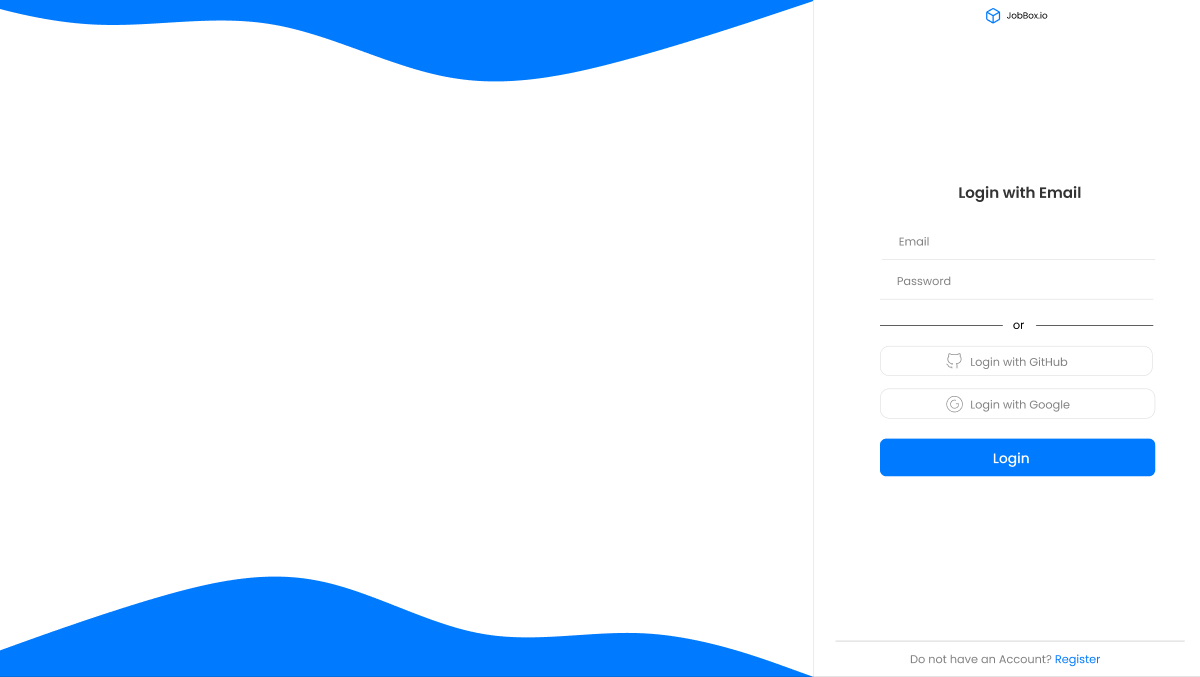 JobBox.io
Login with Email
Email
Password
or
Login with GitHub
Login with Google
Login
Do not have an Account? Register